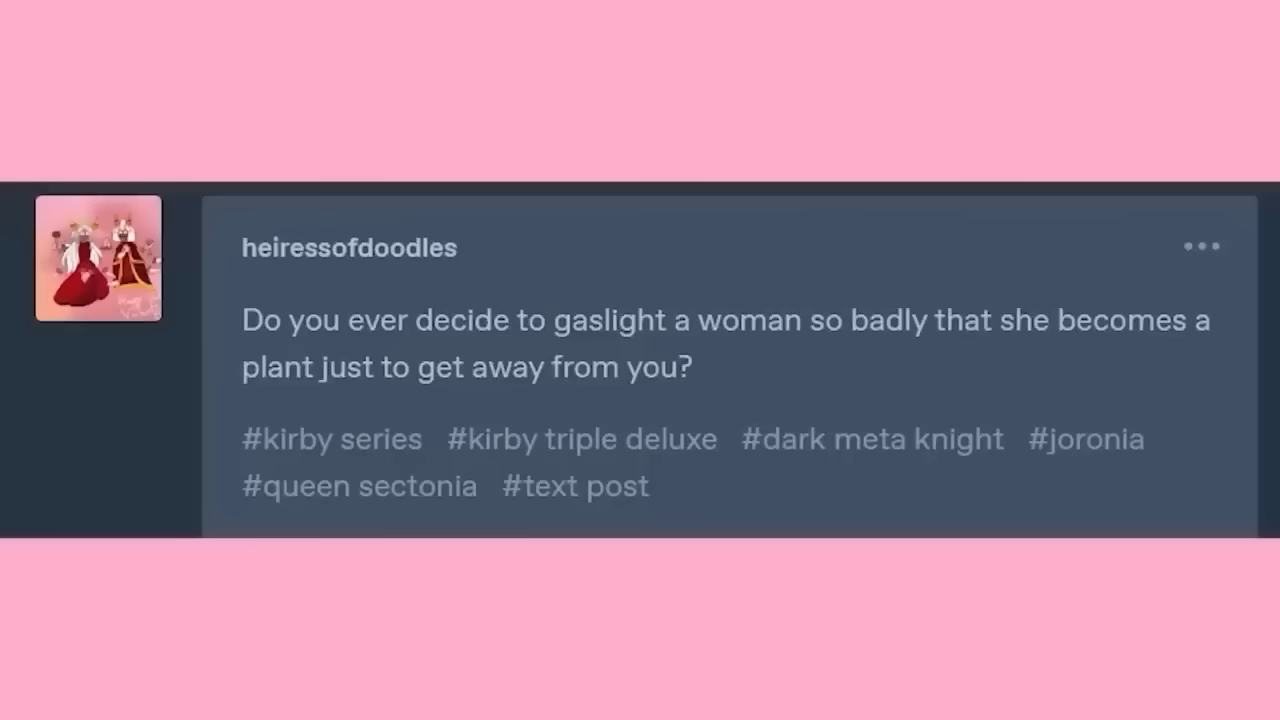 heiressofdoodles
Do you ever decide to gaslight a woman so badly that she becomes a
plant just to get away from you?
#kirby series #kirby triple deluxe #dark meta knight #joronia
#queen sectonia #text post